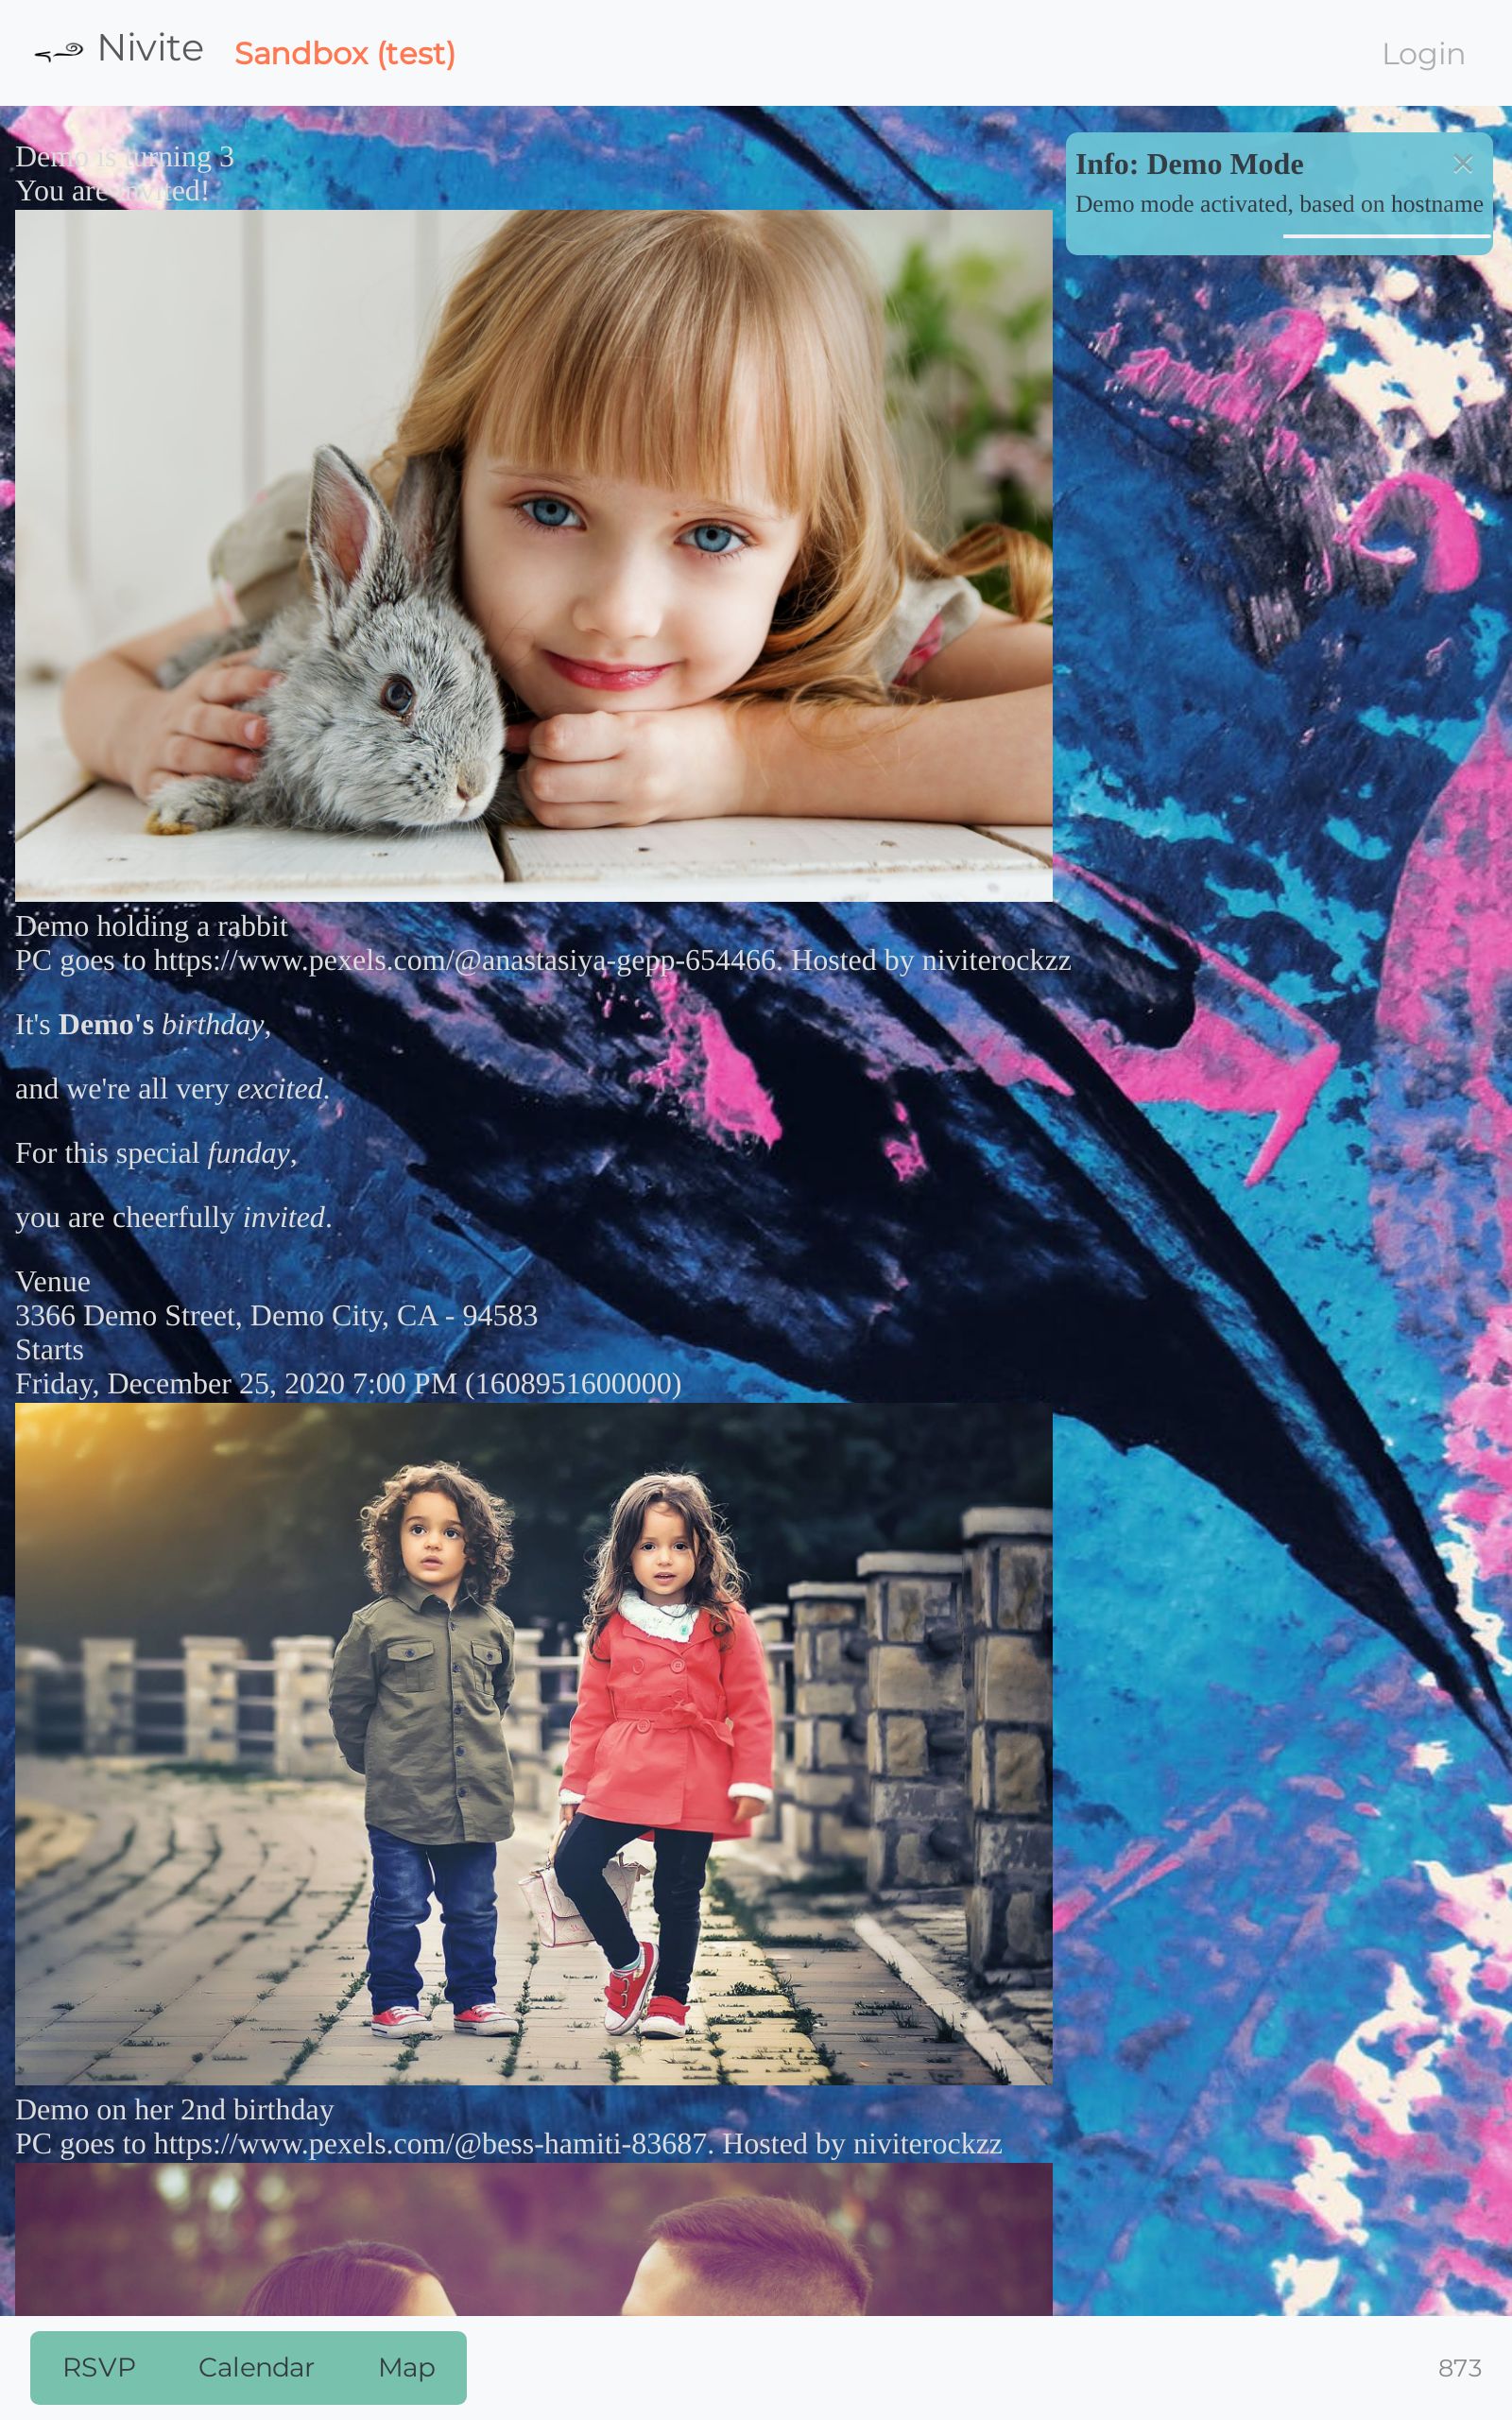 Nivite Sandbox (test) Login
Demo is turning 3
You are invited!
Info: Demo Mode ×
Demo mode activated, based on hostname
Demo holding a rabbit
PC goes to https://www.pexels.com/@anastasiya-gepp-654466. Hosted by niviterockzz
It's Demo's birthday,
and we're all very excited.
For this special funday,
you are cheerfully invited.
Venue
3366 Demo Street, Demo City, CA - 94583
Starts
Friday, December 25, 2020 7:00 PM (1608951600000)
Demo on her 2nd birthday
PC goes to https://www.pexels.com/@bess-hamiti-83687. Hosted by niviterockzz
RSVP Calendar Map 873